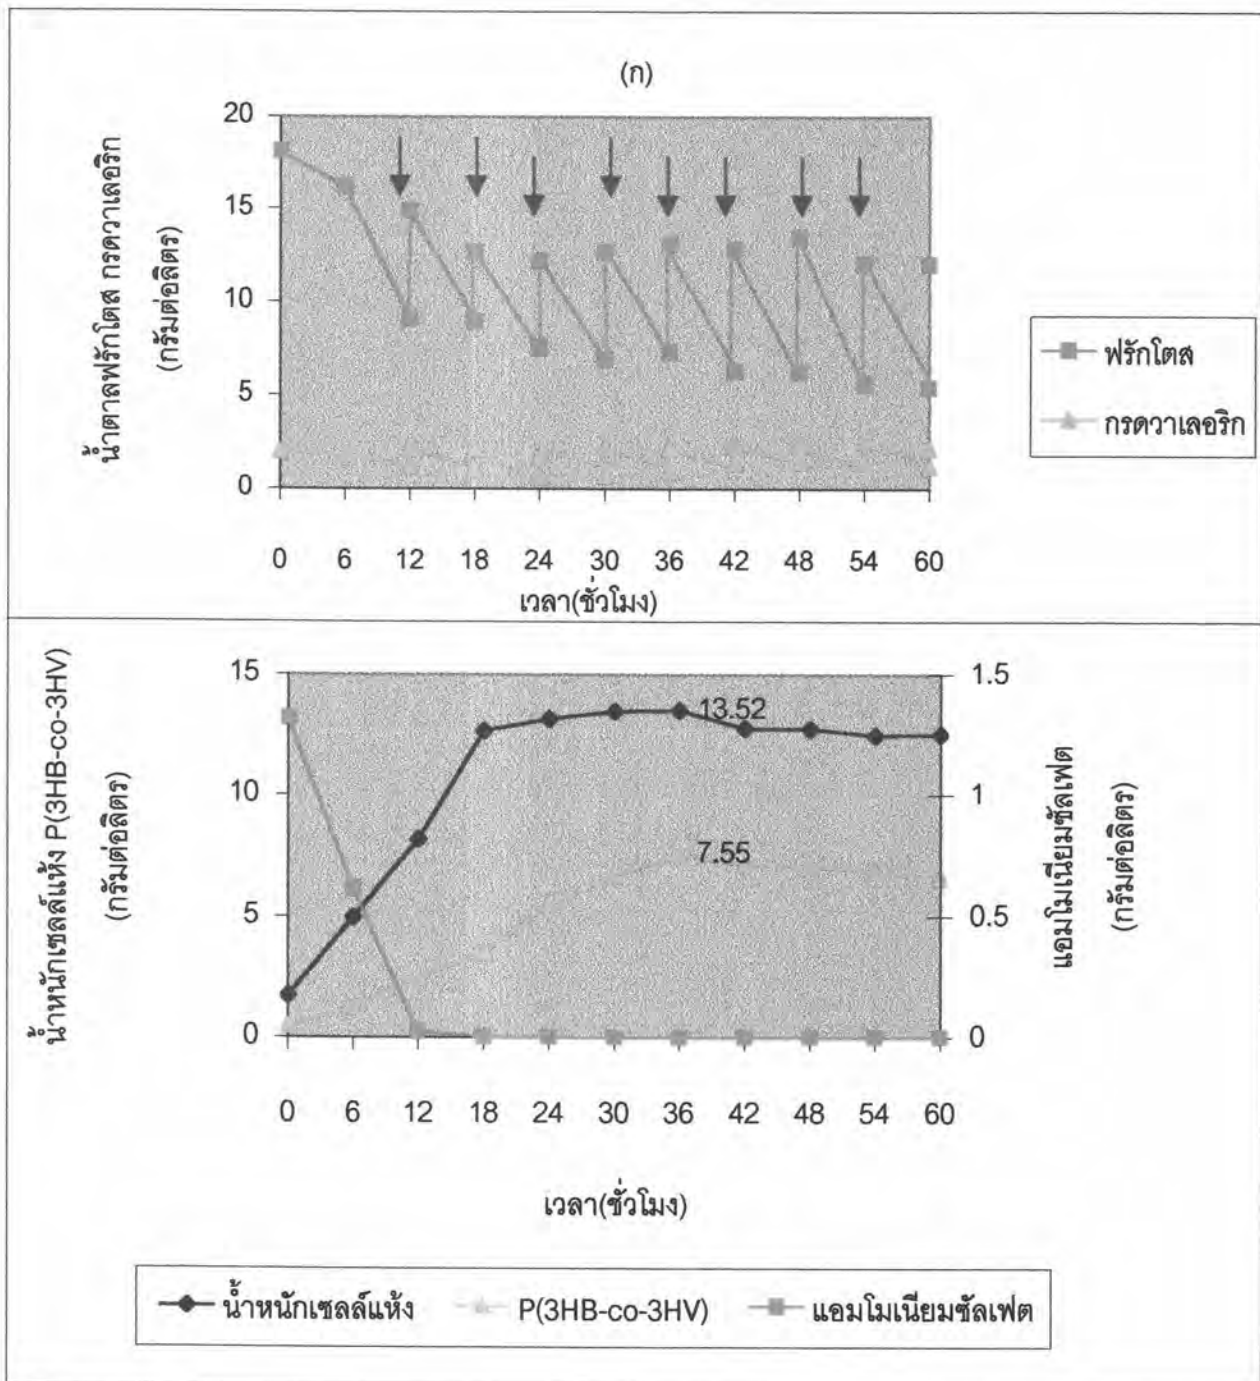 (ก)
น้ำตาลฟรักโตส กรดวาเลอริก
(กรัมต่อลิตร)
20
15
10
5
0
0 6 12 18 24 30 36 42 48 54 60
เวลา(ชั่วโมง)
ฟรักโตส
กรดวาเลอริก
น้ำหนักเซลล์แห้ง P(3HB-co-3HV)
(กรัมต่อลิตร)
15
10
5
0
13.52
7.55
1.5
1
0.5
0
แอมโมเนียมซัลเฟต
(กรัมต่อลิตร)
0 6 12 18 24 30 36 42 48 54 60
เวลา(ชั่วโมง)
น้ำหนักเซลล์แห้ง P(3HB-co-3HV) แอมโมเนียมซัลเฟต